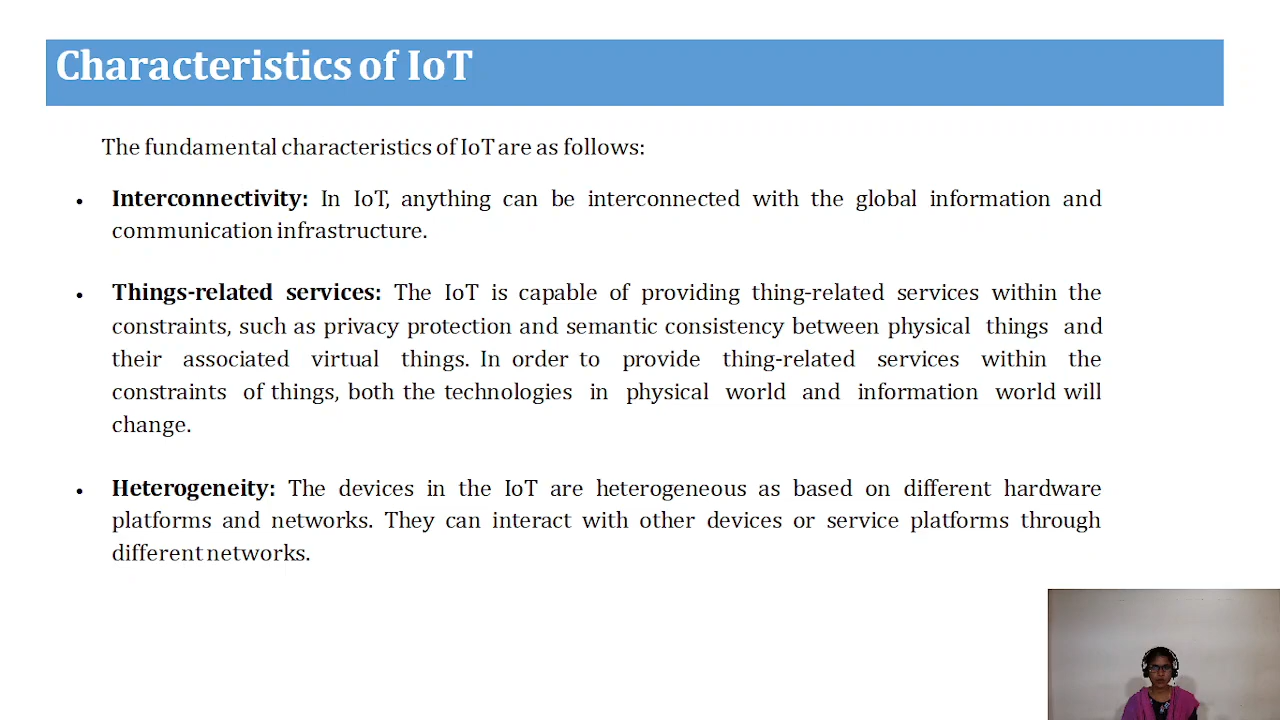 Characteristics of IoT
The fundamental characteristics of IoT are as follows:
• Interconnectivity: In IoT, anything can be interconnected with the global information and
communication infrastructure.
• Things-related services: The IoT is capable of providing thing-related services within the
constraints, such as privacy protection and semantic consistency between physical things and
their associated virtual things. In order to provide thing-related services within the
constraints of things, both the technologies in physical world and information world will
change.
• Heterogeneity: The devices in the IoT are heterogeneous as based on different hardware
platforms and networks. They can interact with other devices or service platforms through
different networks.